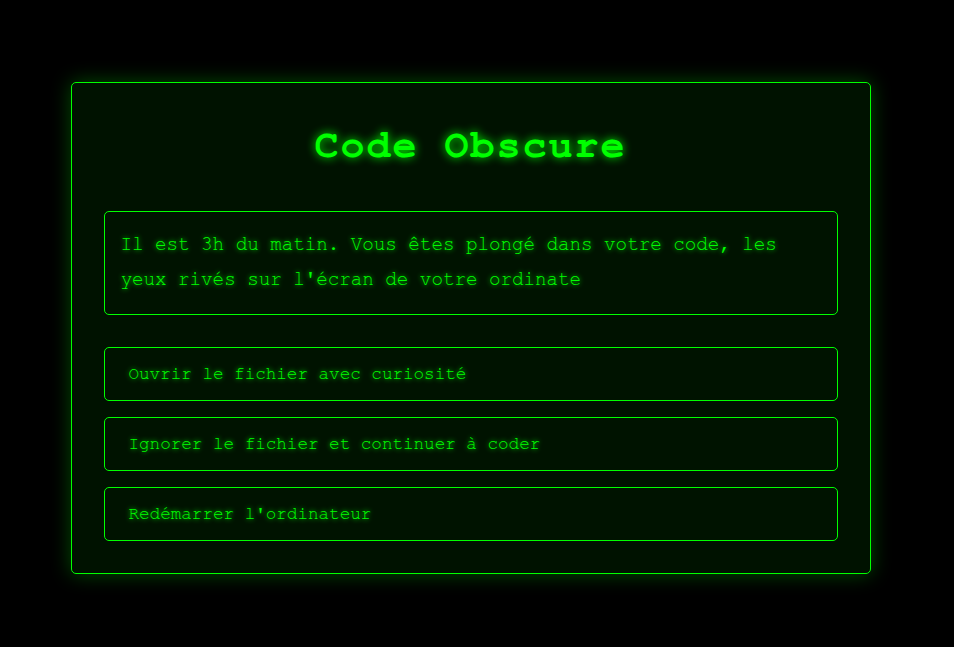 Code Obscure
Il est 3h du matin. Vous êtes plongé dans votre code, les
yeux rivés sur l'écran de votre ordinate
Ouvrir le fichier avec curiosité
Ignorer le fichier et continuer à coder
Redémarrer l'ordinateur